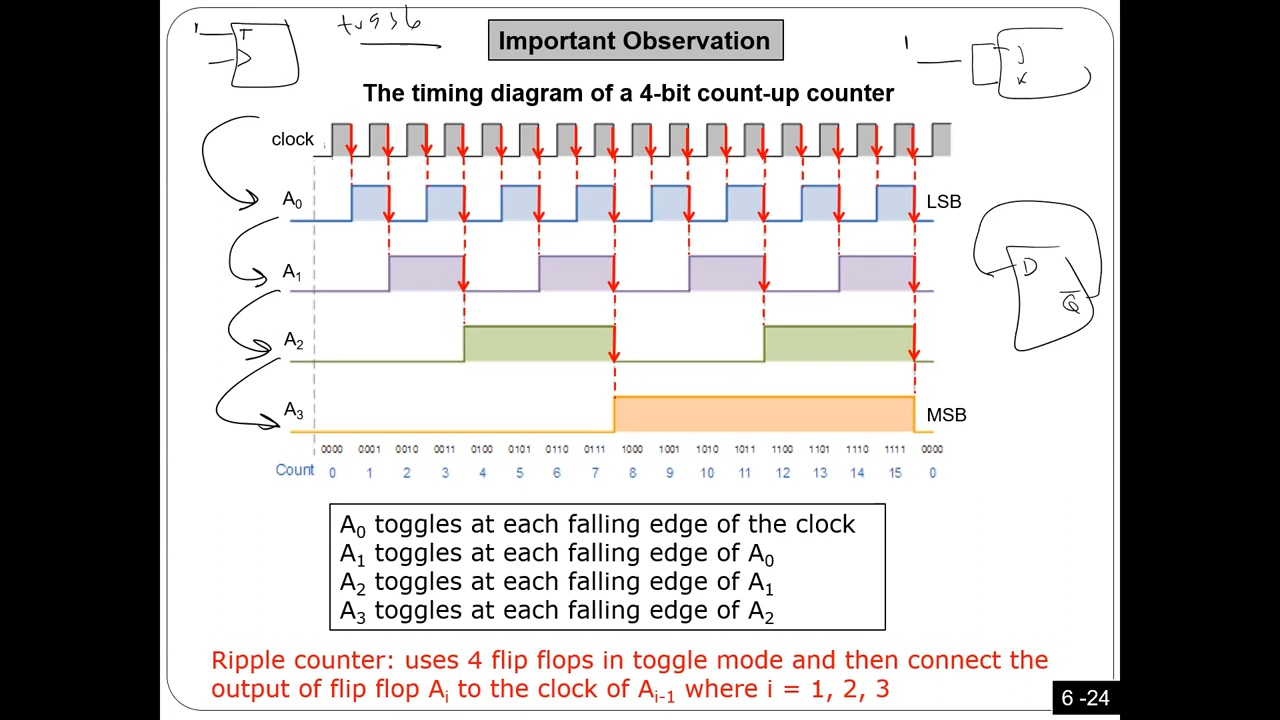 T
Important Observation
1
J
K
The timing diagram of a 4-bit count-up counter
clock
A0 LSB
A1
D
Q
A2
A3 MSB
0000 0001 0010 0011 0100 0101 0110 0111 1000 1001 1010 1011 1100 1101 1110 1111 0000
Count 0 1 2 3 4 5 6 7 8 9 10 11 12 13 14 15 0
A0 toggles at each falling edge of the clock
A1 toggles at each falling edge of A0
A2 toggles at each falling edge of A1
A3 toggles at each falling edge of A2
Ripple counter: uses 4 flip flops in toggle mode and then connect the
output of flip flop Ai to the clock of Ai-1 where i = 1, 2, 3
6 -24